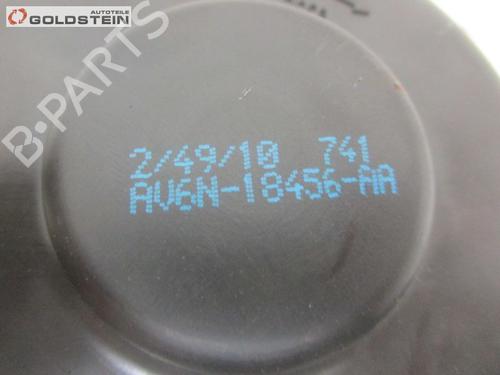 AUTOTEILE
GOLDSTEIN
B-PARTS
2/49/10 741
AV6N-18456-AA